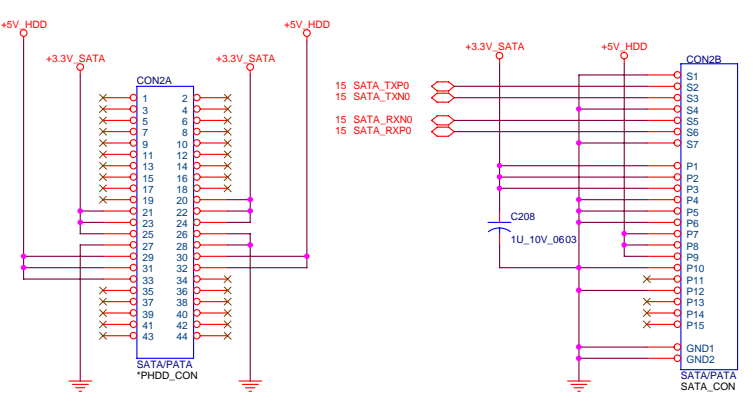 +5V_HDD
+5V_HDD
+3.3V_SATA
+3.3V_SATA
CON2A
1 2
3 4
5 6
7 8
9 10
11 12
13 14
15 16
17 18
19 20
21 22
23 24
25 26
27 28
29 30
31 32
33 34
35 36
37 38
39 40
41 42
43 44
SATA/PATA
*PHDD_CON
+3.3V_SATA
+5V_HDD
CON2B
15 SATA_TXP0
15 SATA_TXN0
15 SATA_RXN0
15 SATA_RXP0
S1
S2
S3
S4
S5
S6
S7
P1
P2
P3
P4
P5
P6
P7
P8
P9
P10
P11
P12
P13
P14
P15
GND1
GND2
C208
1U_10V_0603
SATA/PATA
SATA_CON